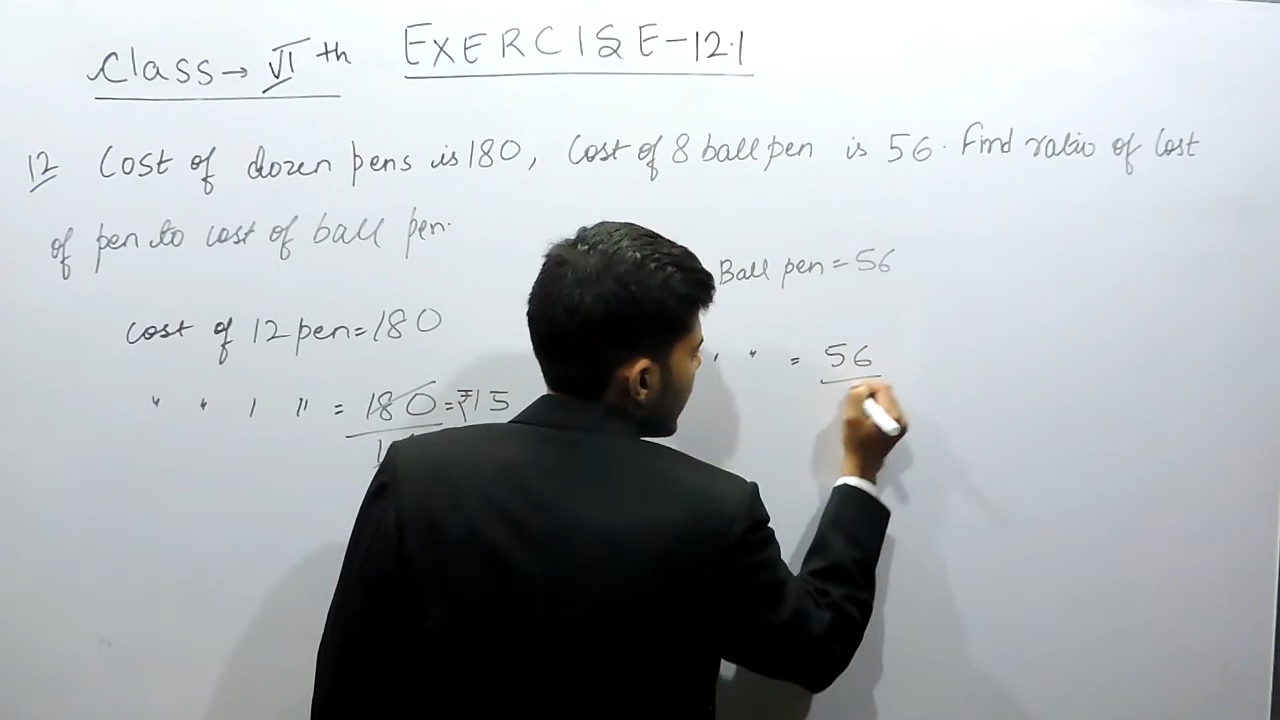 Class → VIth EXERCISE-12.1
12 Cost of dozen pens is 180, Cost of 8 ball pen is 56. Find ratio of Cost
of pen to cost of ball pen.
Ball pen = 56
cost of 12 pen = 180
" " = 56
" " 1 " = 180 = ₹15